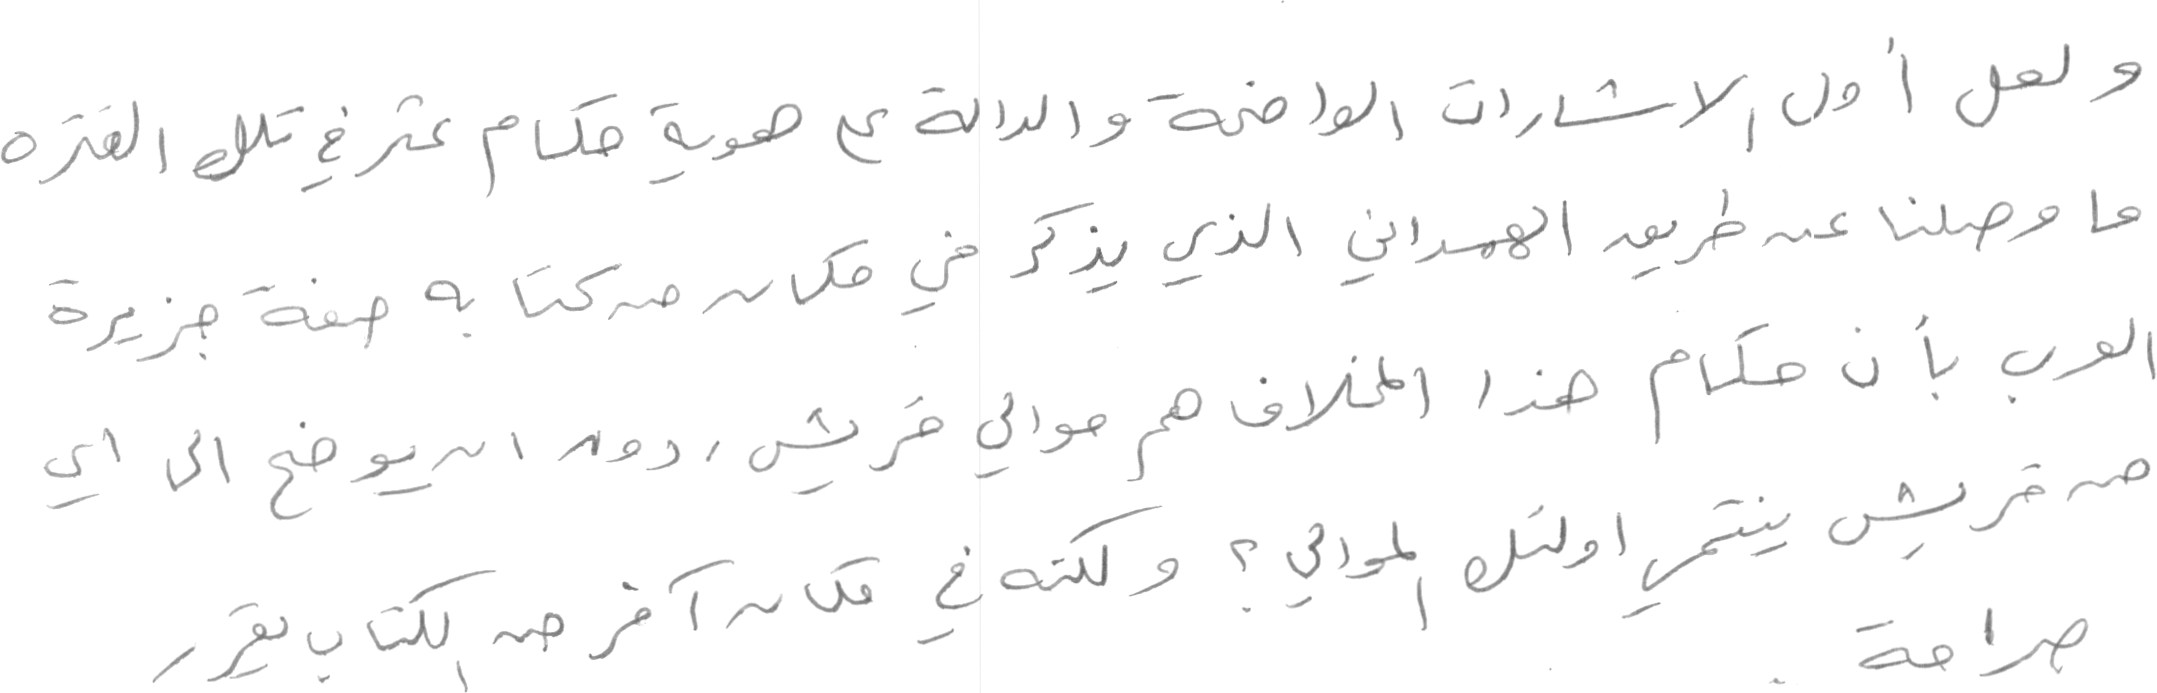 ولعل أول الاشارات الواضحة والدالة على هوية حكام عثر في تلك الفتره
ما وصلنا عن طريق الهمداني الذي يذكر في مكان من كتابه صفة جزيرة
العرب بأن حكام هذا المخلاف هم موالي قريش، دون ان يوضح الى اي
من قريش ينتمي اولئك الموالي؟ ولكنه في مكان آخر من الكتاب يقرر
صراحة